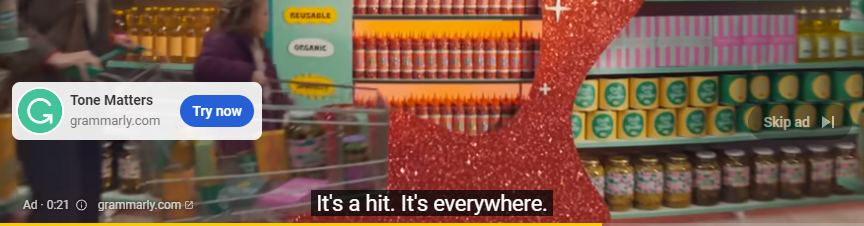 REUSABLE
ORGANIC
Tone Matters
grammarly.com
Try now
Skip ad
Ad · 0:21
grammarly.com
It's a hit. It's everywhere.